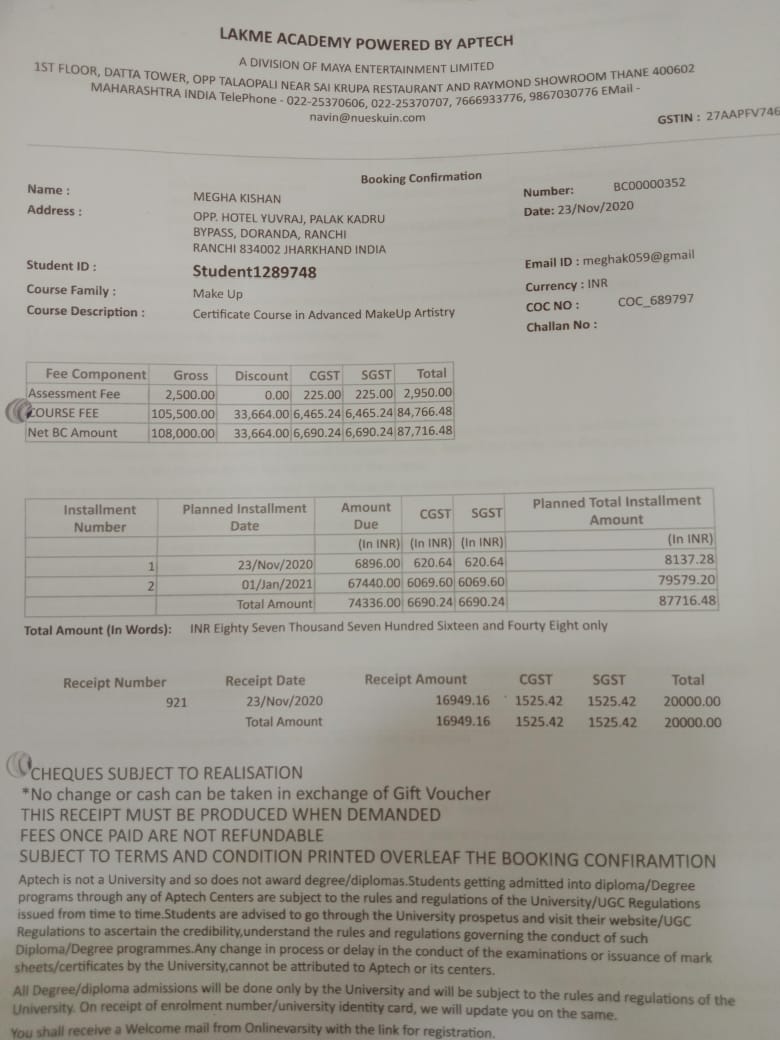 LAKME ACADEMY POWERED BY APTECH
A DIVISION OF MAYA ENTERTAINMENT LIMITED
1ST FLOOR, DATTA TOWER, OPP TALAOPALI NEAR SAI KRUPA RESTAURANT AND RAYMOND SHOWROOM THANE 400602
MAHARASHTRA INDIA TelePhone - 022-25370606, 022-25370707, 7666933776, 9867030776 EMail -
navin@nueskuin.com
GSTIN : 27AAPFV746
Booking Confirmation
Name : MEGHA KISHAN Number: BC00000352
Address : OPP. HOTEL YUVRAJ, PALAK KADRU Date: 23/Nov/2020
BYPASS, DORANDA, RANCHI
RANCHI 834002 JHARKHAND INDIA
Student ID : Student1289748 Email ID : meghak059@gmail
Course Family : Make Up Currency : INR
Course Description : Certificate Course in Advanced MakeUp Artistry COC NO : COC_689797
Challan No :
Fee Component Gross Discount CGST SGST Total
Assessment Fee 2,500.00 0.00 225.00 225.00 2,950.00
COURSE FEE 105,500.00 33,664.00 6,465.24 6,465.24 84,766.48
Net BC Amount 108,000.00 33,664.00 6,690.24 6,690.24 87,716.48
Installment Number Planned Installment Date Amount Due CGST SGST Planned Total Installment Amount
(In INR) (In INR) (In INR) (In INR)
1 23/Nov/2020 6896.00 620.64 620.64 8137.28
2 01/Jan/2021 67440.00 6069.60 6069.60 79579.20
Total Amount 74336.00 6690.24 6690.24 87716.48
Total Amount (In Words): INR Eighty Seven Thousand Seven Hundred Sixteen and Fourty Eight only
Receipt Number Receipt Date Receipt Amount CGST SGST Total
921 23/Nov/2020 16949.16 1525.42 1525.42 20000.00
Total Amount 16949.16 1525.42 1525.42 20000.00
CHEQUES SUBJECT TO REALISATION
*No change or cash can be taken in exchange of Gift Voucher
THIS RECEIPT MUST BE PRODUCED WHEN DEMANDED
FEES ONCE PAID ARE NOT REFUNDABLE
SUBJECT TO TERMS AND CONDITION PRINTED OVERLEAF THE BOOKING CONFIRAMTION
Aptech is not a University and so does not award degree/diplomas.Students getting admitted into diploma/Degree
programs through any of Aptech Centers are subject to the rules and regulations of the University/UGC Regulations
issued from time to time.Students are advised to go through the University prospetus and visit their website/UGC
Regulations to ascertain the credibility,understand the rules and regulations governing the conduct of such
Diploma/Degree programmes.Any change in process or delay in the conduct of the examinations or issuance of mark
sheets/certificates by the University,cannot be attributed to Aptech or its centers.
All Degree/diploma admissions will be done only by the University and will be subject to the rules and regulations of the
University. On receipt of enrolment number/university identity card, we will update you on the same.
You shall receive a Welcome mail from Onlinevarsity with the link for registration.